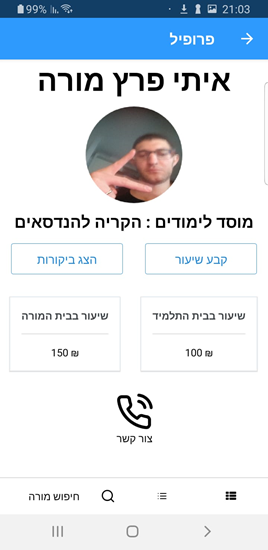 99% 21:03
פרופיל
איתי פרץ מורה
מוסד לימודים : הקריה להנדסאים
קבע שיעור
הצג ביקורות
שיעור בבית התלמיד
100 ₪
שיעור בבית המורה
150 ₪
צור קשר
חיפוש מורה